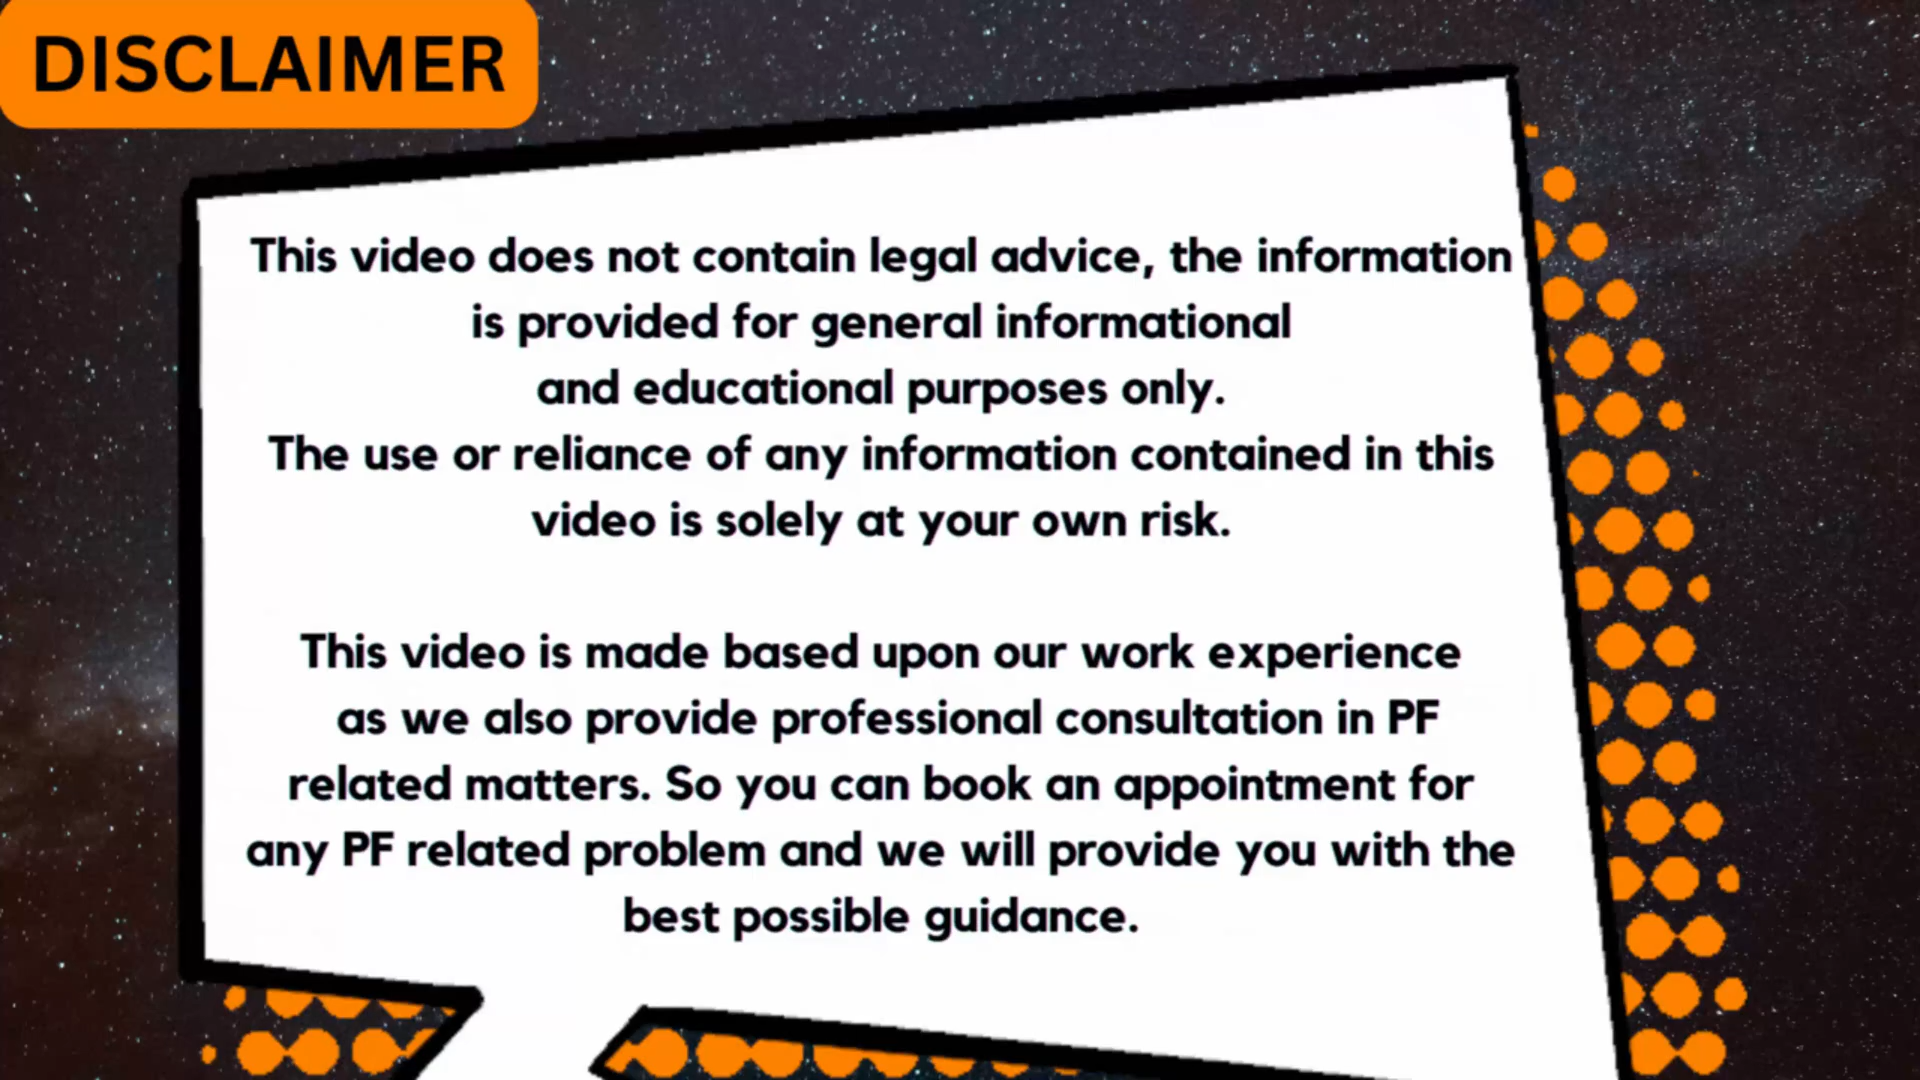 DISCLAIMER
This video does not contain legal advice, the information
is provided for general informational
and educational purposes only.
The use or reliance of any information contained in this
video is solely at your own risk.
This video is made based upon our work experience
as we also provide professional consultation in PF
related matters. So you can book an appointment for
any PF related problem and we will provide you with the
best possible guidance.